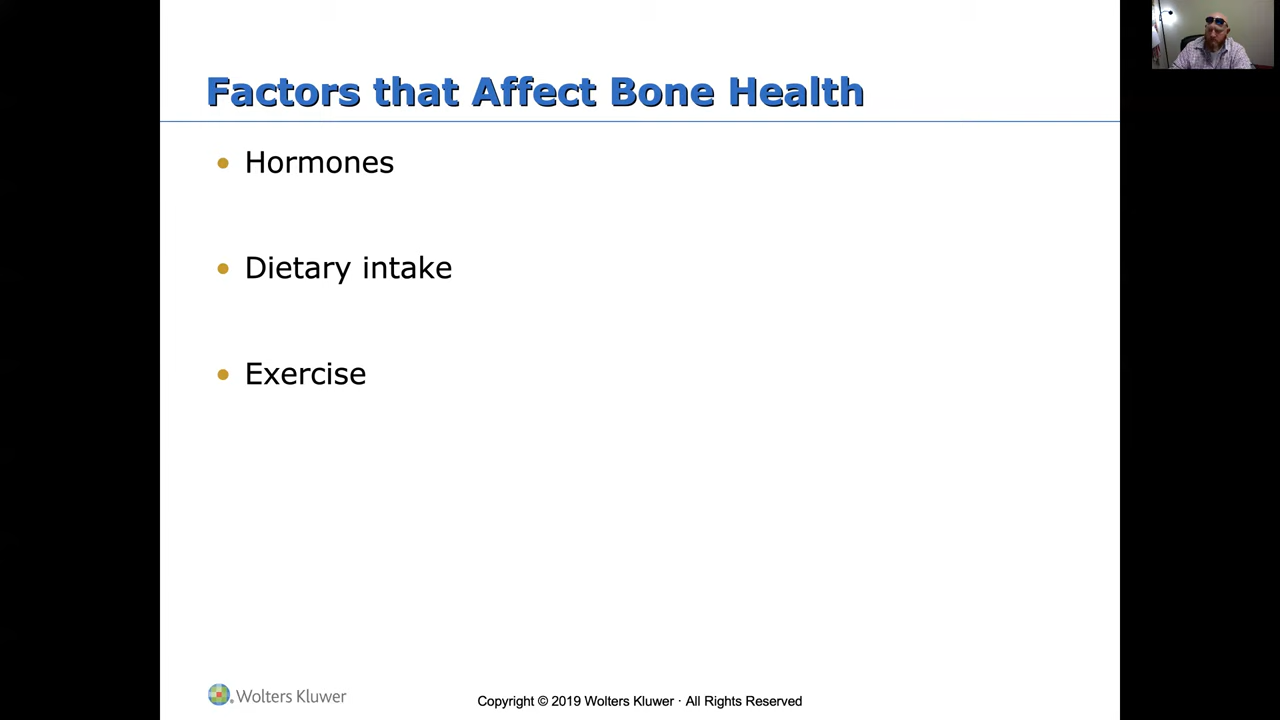 Factors that Affect Bone Health
• Hormones
• Dietary intake
• Exercise
Wolters Kluwer
Copyright © 2019 Wolters Kluwer · All Rights Reserved